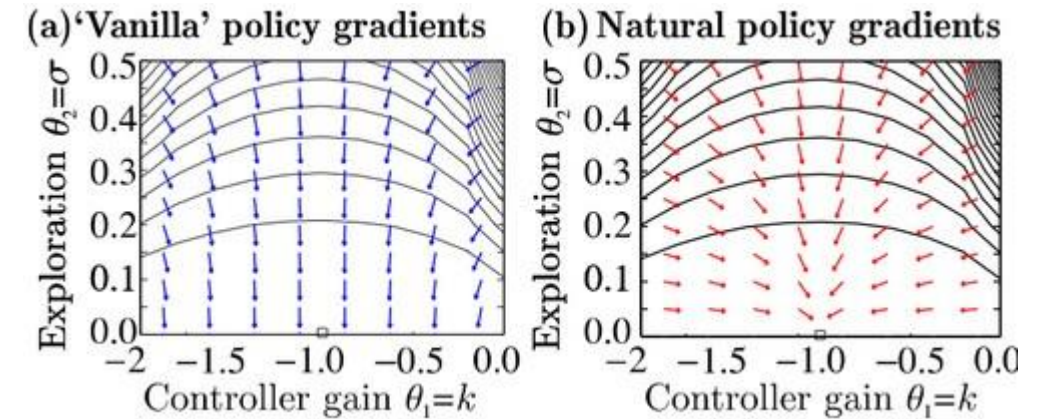 (a) ‘Vanilla’ policy gradients
Exploration θ₂=σ
0.5
0.4
0.3
0.2
0.1
0.0
−2 −1.5 −1 −0.5 0.0
Controller gain θ₁=k
(b) Natural policy gradients
Exploration θ₂=σ
0.5
0.4
0.3
0.2
0.1
0.0
−2 −1.5 −1 −0.5 0.0
Controller gain θ₁=k